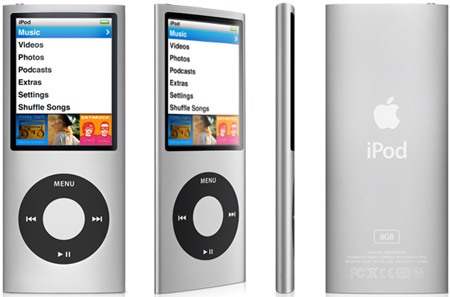 iPod
Music
Videos
Photos
Podcasts
Extras
Settings
Shuffle Songs
MENU
iPod
Music
Videos
Photos
Podcasts
Extras
Settings
Shuffle Songs
MENU
iPod
8GB